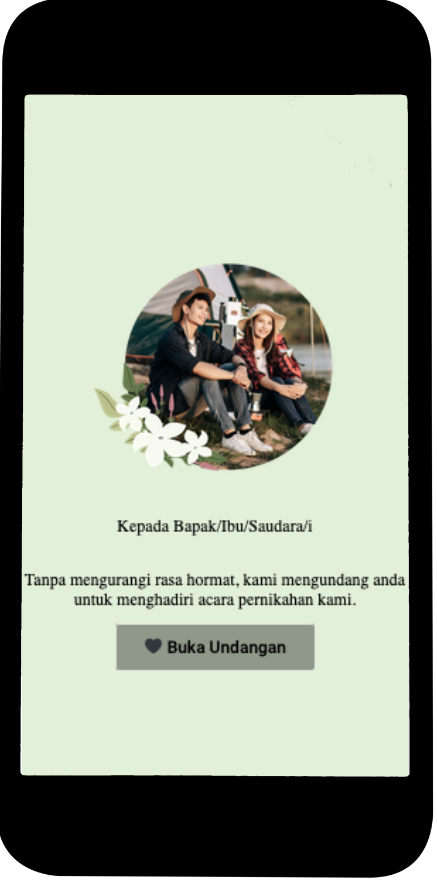 Kepada Bapak/Ibu/Saudara/i
Tanpa mengurangi rasa hormat, kami mengundang anda
untuk menghadiri acara pernikahan kami.
Buka Undangan